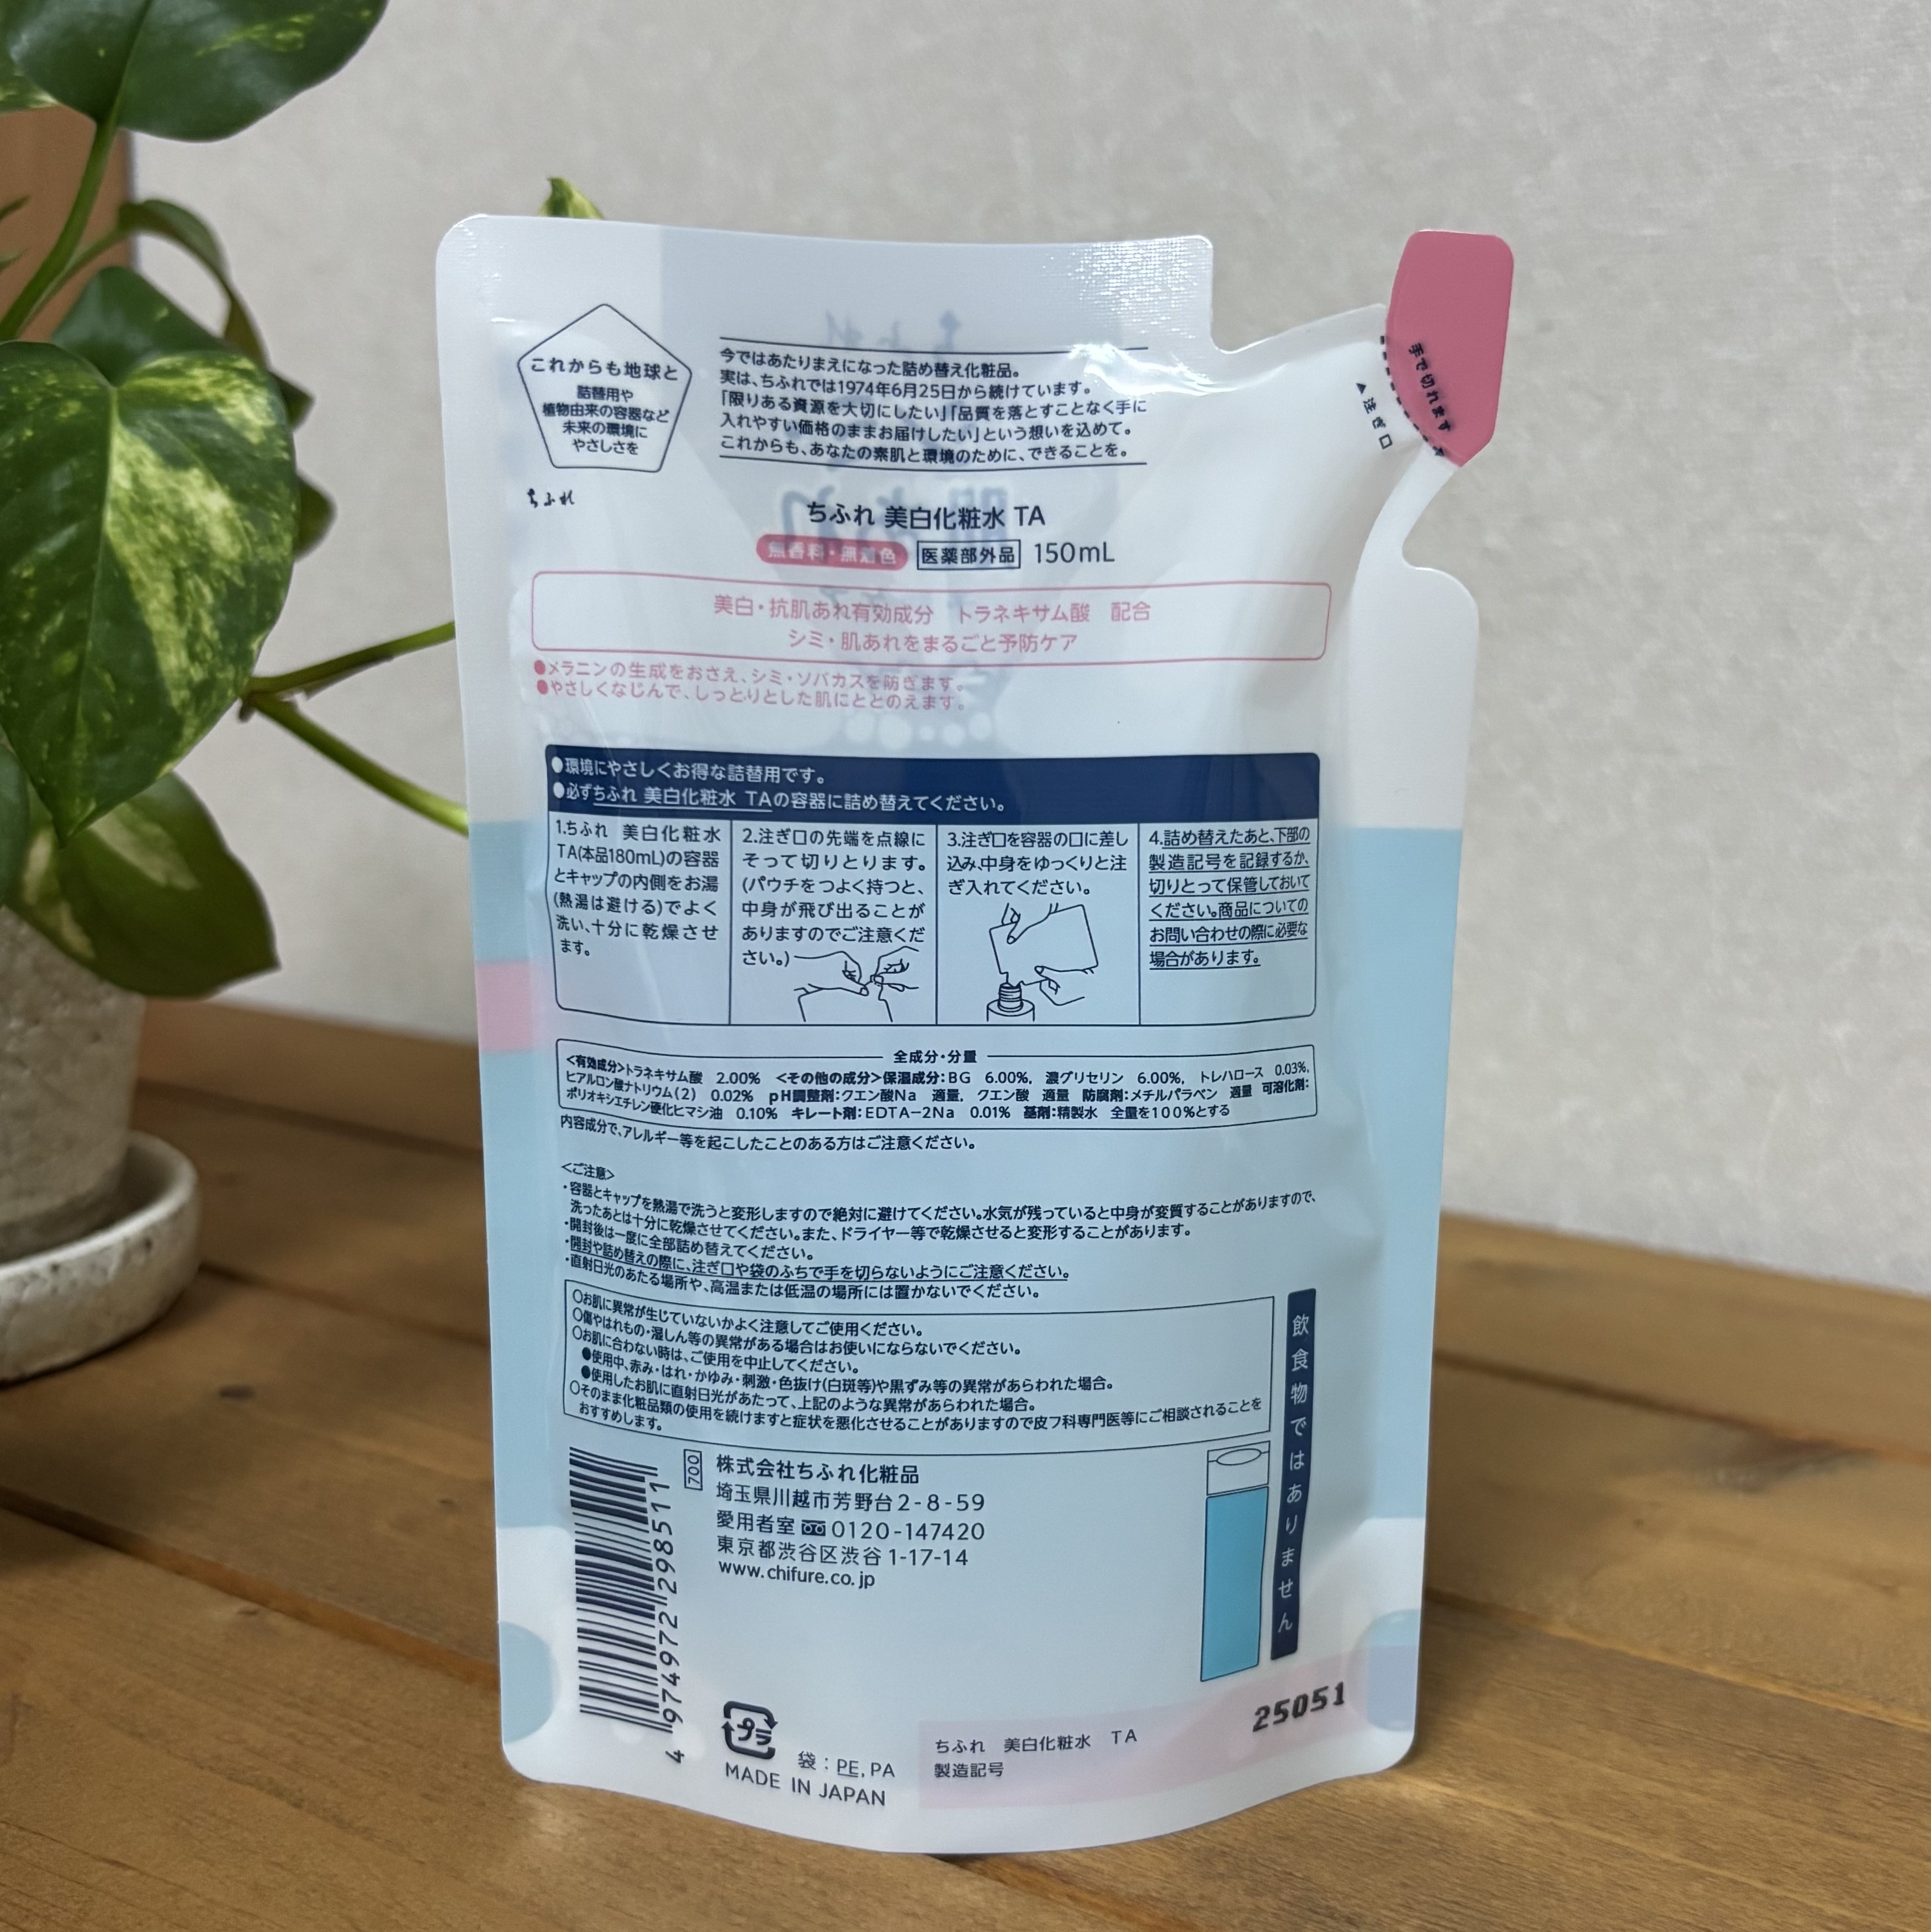 これからも地球と
詰替用や
植物由来の容器など
未来の環境に
やさしさを
ちふれ
今ではあたりまえになった詰め替え化粧品。
実は、ちふれでは1974年6月25日から続けています。
「限りある資源を大切にしたい」「品質を落とすことなく手に
入れやすい価格のままお届けしたい」という想いを込めて。
これからも、あなたの素肌と環境のために、できることを。
手で切れます
▲注ぎ口
ちふれ 美白化粧水 TA
無香料・無着色 医薬部外品 150mL
美白・抗肌あれ有効成分 トラネキサム酸 配合
シミ・肌あれをまるごと予防ケア
●メラニンの生成をおさえ、シミ・ソバカスを防ぎます。
●やさしくなじんで、しっとりとした肌にととのえます。
●環境にやさしくお得な詰替用です。
●必ずちふれ 美白化粧水 TAの容器に詰め替えてください。
1.ちふれ 美白化粧水
TA(本品180mL)の容器
とキャップの内側をお湯
(熱湯は避ける)でよく
洗い、十分に乾燥させ
ます。
2.注ぎ口の先端を点線に
そって切りとります。
(パウチをつよく持つと、
中身が飛び出ることが
ありますのでご注意くだ
さい。)
3.注ぎ口を容器の口に差し
込み、中身をゆっくりと注
ぎ入れてください。
4.詰め替えたあと、下部の
製造記号を記録するか、
切りとって保管しておいて
ください。商品についての
お問い合わせの際に必要な
場合があります。
全成分・分量
<有効成分>トラネキサム酸 2.00% <その他の成分>保湿成分:BG 6.00%, 濃グリセリン 6.00%, トレハロース 0.03%,
ヒアルロン酸ナトリウム(2) 0.02% pH調整剤:クエン酸Na 適量, クエン酸 適量 防腐剤:メチルパラベン 適量 可溶化剤:
ポリオキシエチレン硬化ヒマシ油 0.10% キレート剤:EDTA-2Na 0.01% 基剤:精製水 全量を100%とする
内容成分で、アレルギー等を起こしたことのある方はご注意ください。
<ご注意>
・容器とキャップを熱湯で洗うと変形しますので絶対に避けてください。水気が残っていると中身が変質することがありますので、
洗ったあとは十分に乾燥させてください。また、ドライヤー等で乾燥させると変形することがあります。
・開封後は一度に全部詰め替えてください。
・開封や詰め替えの際に、注ぎ口や袋のふちで手を切らないようにご注意ください。
・直射日光のあたる場所や、高温または低温の場所には置かないでください。
○お肌に異常が生じていないかよく注意してご使用ください。
○傷やはれもの・湿しん等の異常がある場合はお使いにならないでください。
○お肌に合わない時は、ご使用を中止してください。
●使用中、赤み・はれ・かゆみ・刺激・色抜け(白斑等)や黒ずみ等の異常があらわれた場合。
●使用したお肌に直射日光があたって、上記のような異常があらわれた場合。
○そのまま化粧品類の使用を続けますと症状を悪化させることがありますので皮フ科専門医等にご相談されることを
おすすめします。
飲食物ではありません
4974972298511
700
株式会社ちふれ化粧品
埼玉県川越市芳野台2-8-59
愛用者室 0120-147420
東京都渋谷区渋谷1-17-14
www.chifure.co.jp
プラ
袋:PE,PA
MADE IN JAPAN
ちふれ 美白化粧水 TA
製造記号
25051